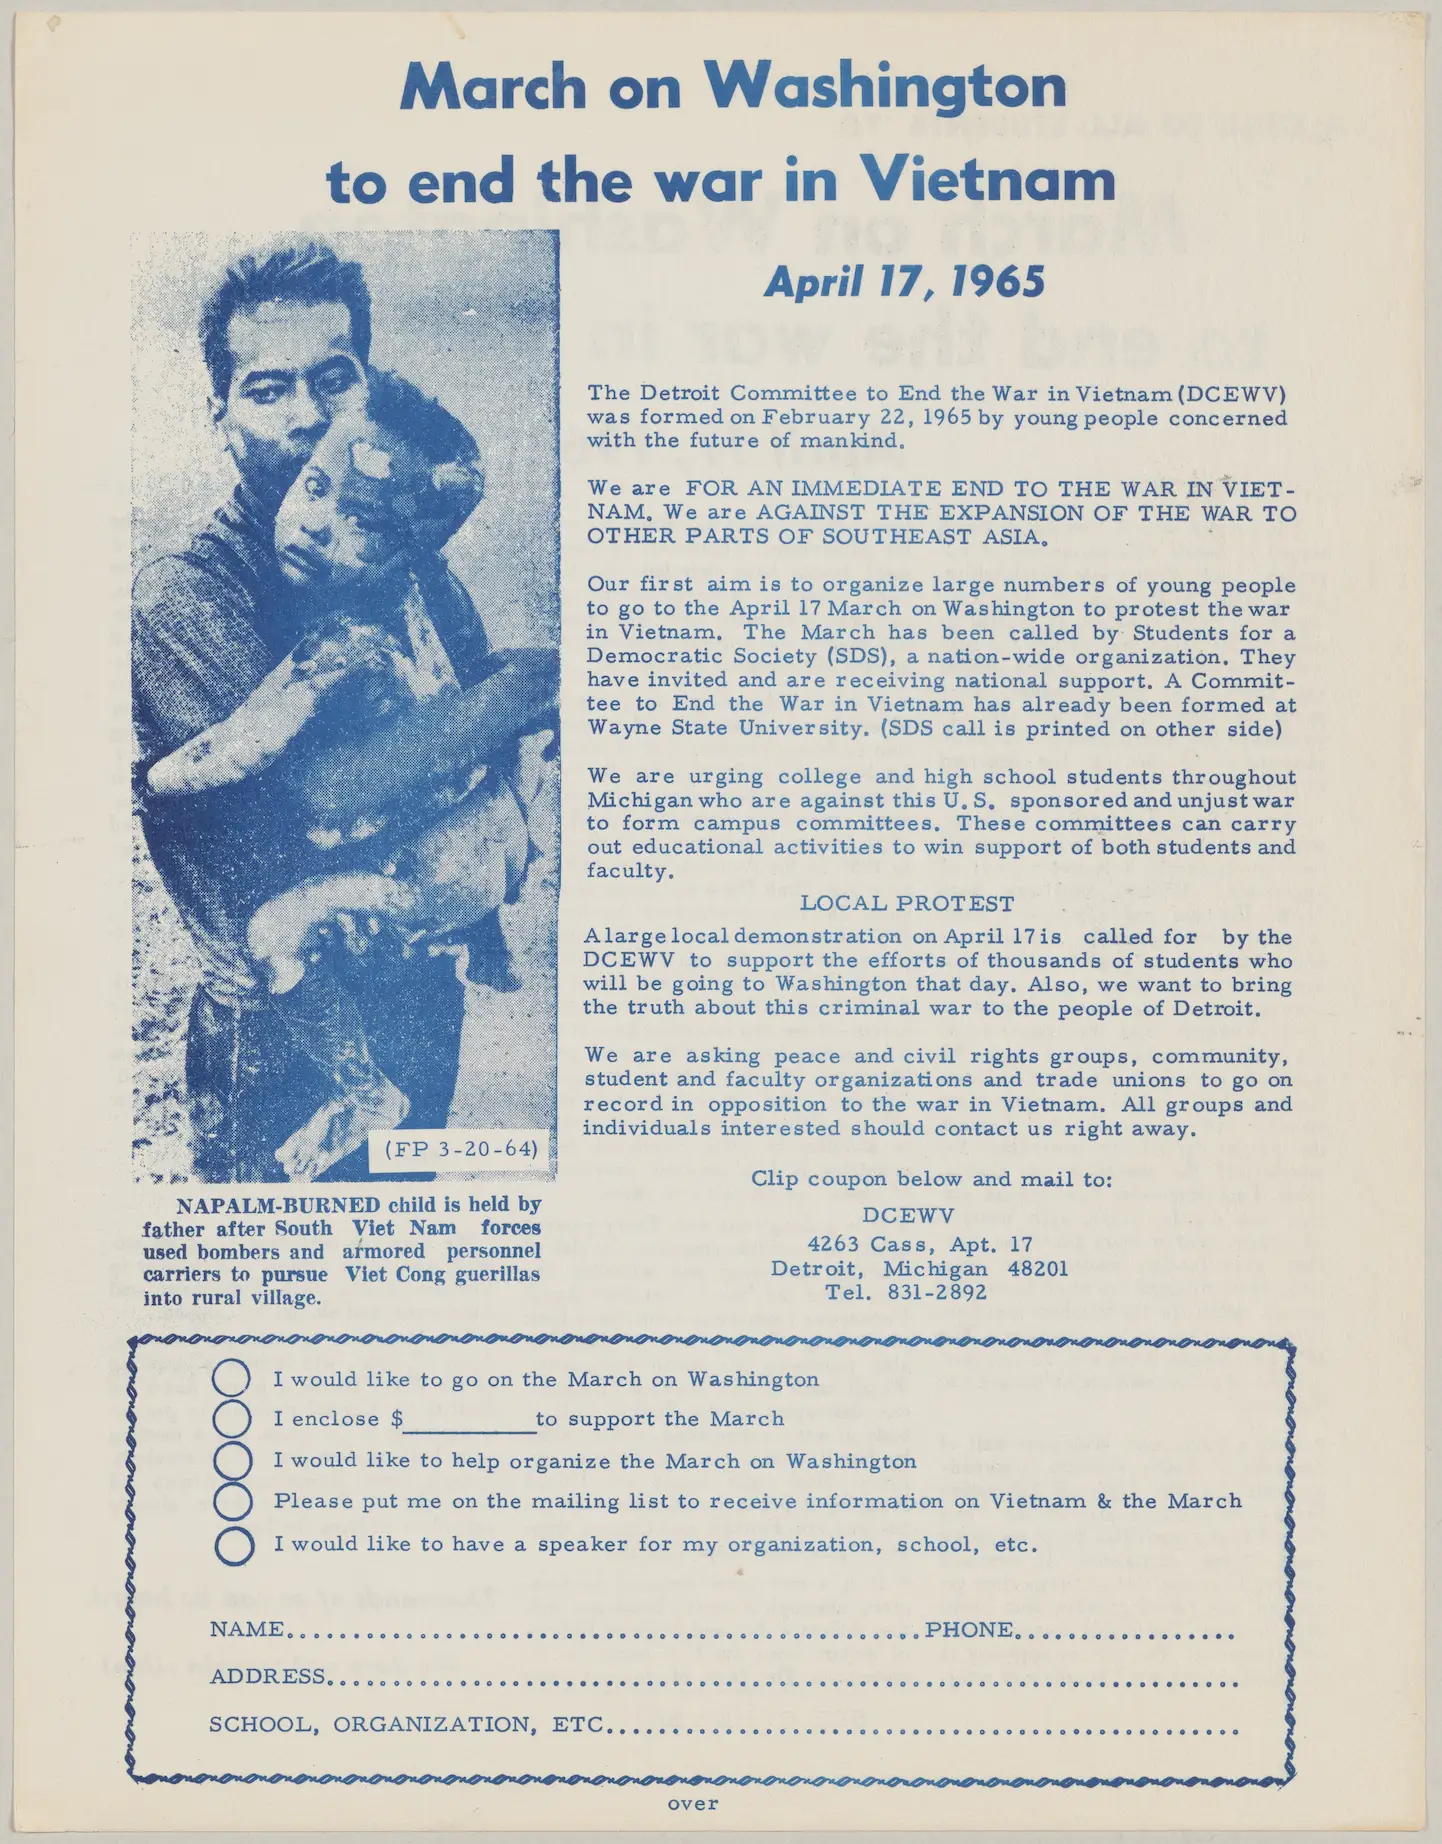 March on Washington
to end the war in Vietnam
April 17, 1965
The Detroit Committee to End the War in Vietnam (DCEWV)
was formed on February 22, 1965 by young people concerned
with the future of mankind.
We are FOR AN IMMEDIATE END TO THE WAR IN VIET-
NAM. We are AGAINST THE EXPANSION OF THE WAR TO
OTHER PARTS OF SOUTHEAST ASIA.
Our first aim is to organize large numbers of young people
to go to the April 17 March on Washington to protest the war
in Vietnam. The March has been called by Students for a
Democratic Society (SDS), a nation-wide organization. They
have invited and are receiving national support. A Commit-
tee to End the War in Vietnam has already been formed at
Wayne State University. (SDS call is printed on other side)
We are urging college and high school students throughout
Michigan who are against this U.S. sponsored and unjust war
to form campus committees. These committees can carry
out educational activities to win support of both students and
faculty.
LOCAL PROTEST
A large local demonstration on April 17 is called for by the
DCEWV to support the efforts of thousands of students who
will be going to Washington that day. Also, we want to bring
the truth about this criminal war to the people of Detroit.
We are asking peace and civil rights groups, community,
student and faculty organizations and trade unions to go on
record in opposition to the war in Vietnam. All groups and
individuals interested should contact us right away.
Clip coupon below and mail to:
DCEWV
4263 Cass, Apt. 17
Detroit, Michigan 48201
Tel. 831-2892
(FP 3-20-64)
NAPALM-BURNED child is held by
father after South Viet Nam forces
used bombers and armored personnel
carriers to pursue Viet Cong guerillas
into rural village.
I would like to go on the March on Washington
I enclose $__________to support the March
I would like to help organize the March on Washington
Please put me on the mailing list to receive information on Vietnam & the March
I would like to have a speaker for my organization, school, etc.
NAME................................................PHONE.................
ADDRESS.....................................................................
SCHOOL, ORGANIZATION, ETC................................................
over